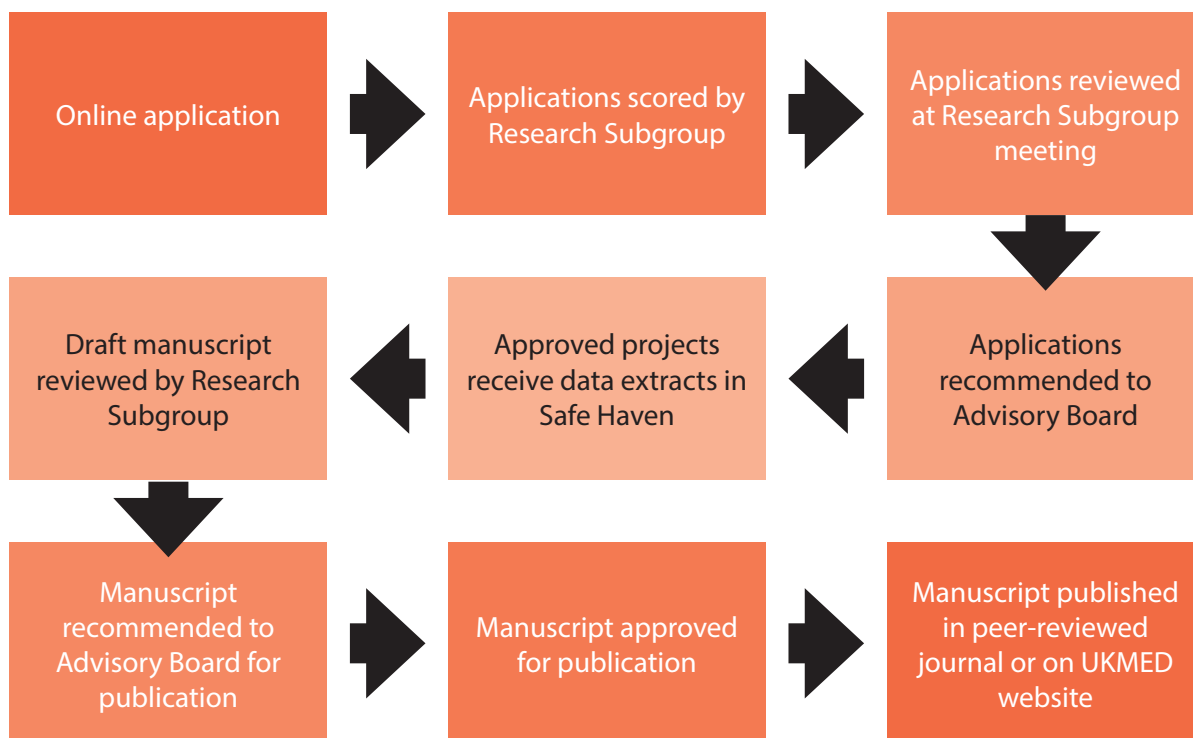 Online application
Applications scored by
Research Subgroup
Applications reviewed
at Research Subgroup
meeting
Applications
recommended to
Advisory Board
Approved projects
receive data extracts in
Safe Haven
Draft manuscript
reviewed by Research
Subgroup
Manuscript
recommended to
Advisory Board for
publication
Manuscript approved
for publication
Manuscript published
in peer-reviewed
journal or on UKMED
website